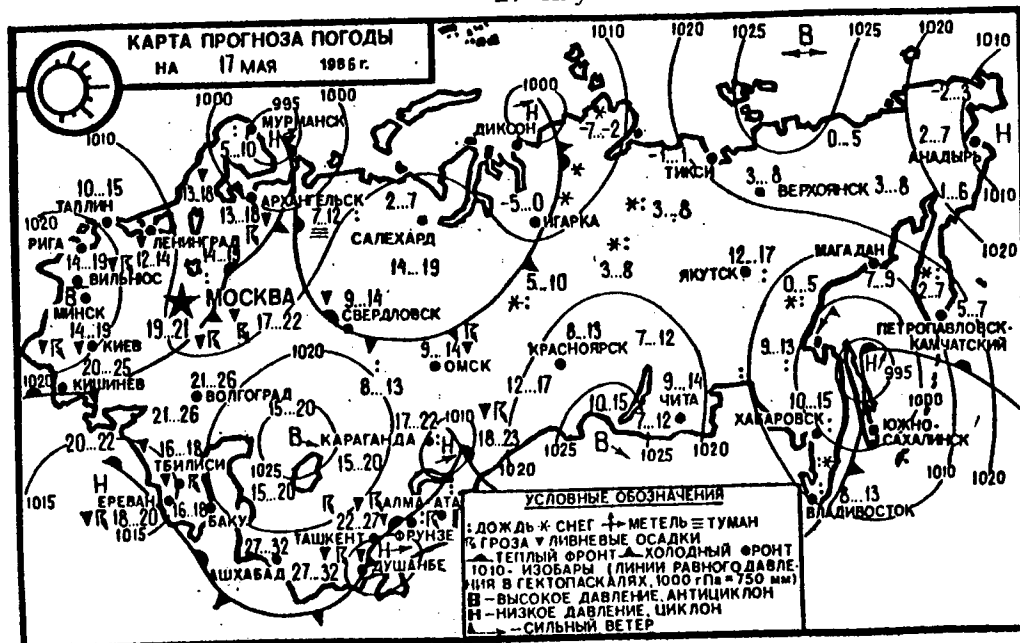 КАРТА ПРОГНОЗА ПОГОДЫ
НА 17 МАЯ 1986 г.
1010
1020
1025
В
1025
1020
1010
1000
995
1000
1000
Н
МУРМАНСК
5...10
Н
ДИКСОН
-7...-2
-2...3
0...5
2...7
Н
АНАДЫРЬ
1010
-1...1
ТИКСИ
3...8
ВЕРХОЯНСК
3...8
1...6
1010
10...15
ТАЛЛИН
13...18
АРХАНГЕЛЬСК
13...18
7...12
2...7
-5...0
ИГАРКА
3...8
1020
РИГА
ЛЕНИНГРАД
12...14
14...19
САЛЕХАРД
14...19
ВИЛЬНЮС
14...19
3...8
ЯКУТСК
12...17
МАГАДАН
7...9
0...5
1020
2...7
5...7
В
МИНСК
МОСКВА
19...21
17...22
9...14
СВЕРДЛОВСК
5...10
ПЕТРОПАВЛОВСК-
КАМЧАТСКИЙ
14...19
КИЕВ
20...25
1020
КИШИНЕВ
1020
9...14
ОМСК
8...13
КРАСНОЯРСК
7...12
9...13
Н
995
1000
21...26
ВОЛГОГРАД
8...13
12...17
9...14
ЧИТА
7...12
10...15
10...15
ХАБАРОВСК
ЮЖНО-
САХАЛИНСК
21...26
15...20
В
КАРАГАНДА
17...22
1010
Н
18...23
1020
1025
В
1025
1020
1010
1020
20...22
16...18
ТБИЛИСИ
1025
15...20
15...20
Н
ЕРЕВАН
1015
18...20
1015
16...18
БАКУ
АЛМА-АТА
22...27
ТАШКЕНТ
ФРУНЗЕ
8...13
ВЛАДИВОСТОК
27...32
АШХАБАД
27...32
Н
ДУШАНБЕ
УСЛОВНЫЕ ОБОЗНАЧЕНИЯ
: ДОЖДЬ * СНЕГ МЕТЕЛЬ ≡ ТУМАН
ГРОЗА ▼ ЛИВНЕВЫЕ ОСАДКИ
ТЕПЛЫЙ ФРОНТ ▲ ХОЛОДНЫЙ ФРОНТ
1010- ИЗОБАРЫ (ЛИНИИ РАВНОГО ДАВЛЕ-
НИЯ В ГЕКТОПАСКАЛЯХ, 1000 гПа = 750 мм)
В - ВЫСОКОЕ ДАВЛЕНИЕ, АНТИЦИКЛОН
Н - НИЗКОЕ ДАВЛЕНИЕ, ЦИКЛОН
- СИЛЬНЫЙ ВЕТЕР